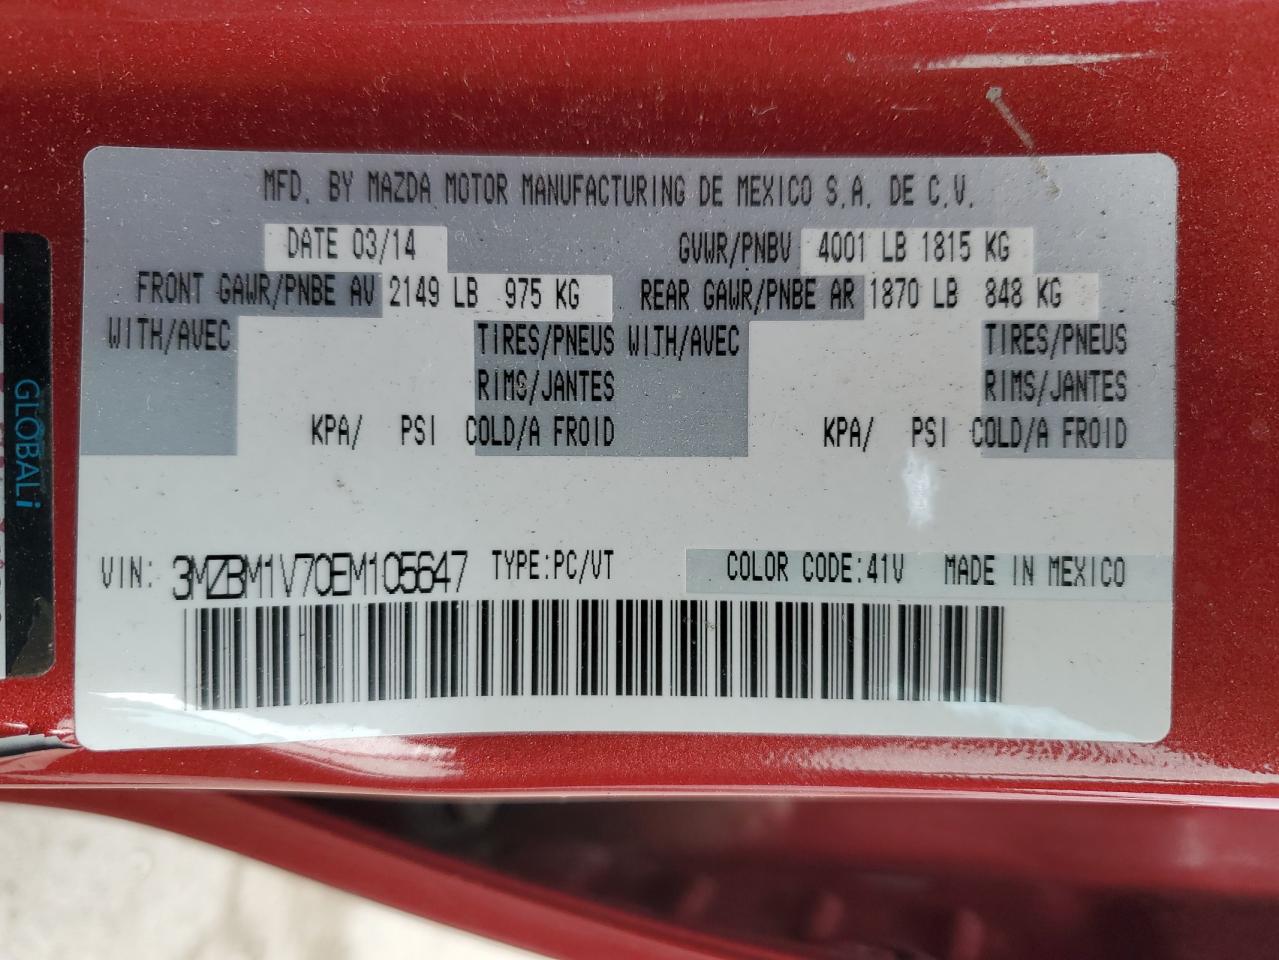 MFD. BY MAZDA MOTOR MANUFACTURING DE MEXICO S.A. DE C.V.
DATE 03/14 GVWR/PNBV 4001 LB 1815 KG
FRONT GAWR/PNBE AV 2149 LB 975 KG REAR GAWR/PNBE AR 1870 LB 848 KG
WITH/AVEC TIRES/PNEUS WITH/AVEC TIRES/PNEUS
RIMS/JANTES RIMS/JANTES
KPA/ PSI COLD/A FROID KPA/ PSI COLD/A FROID
VIN: 3MZBM1V70EM105647 TYPE:PC/VT COLOR CODE:41V MADE IN MEXICO
GLOBALi